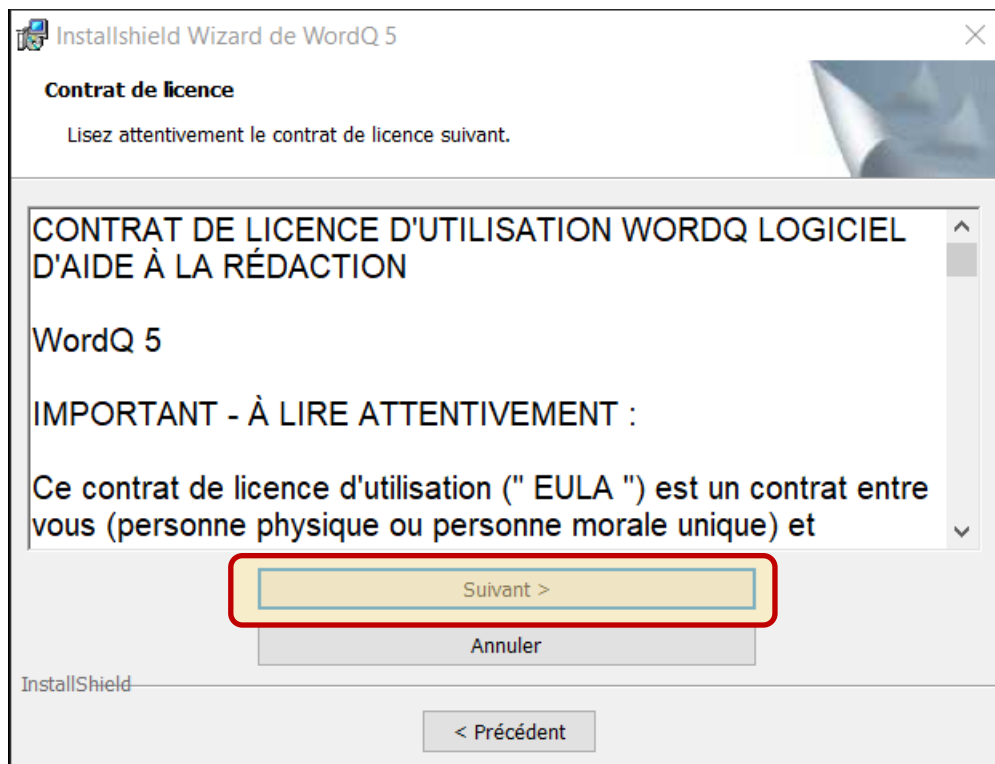 Installshield Wizard de WordQ 5
Contrat de licence
Lisez attentivement le contrat de licence suivant.
CONTRAT DE LICENCE D'UTILISATION WORDQ LOGICIEL
D'AIDE À LA RÉDACTION
WordQ 5
IMPORTANT - À LIRE ATTENTIVEMENT :
Ce contrat de licence d'utilisation (" EULA ") est un contrat entre
vous (personne physique ou personne morale unique) et
Suivant >
Annuler
InstallShield
< Précédent